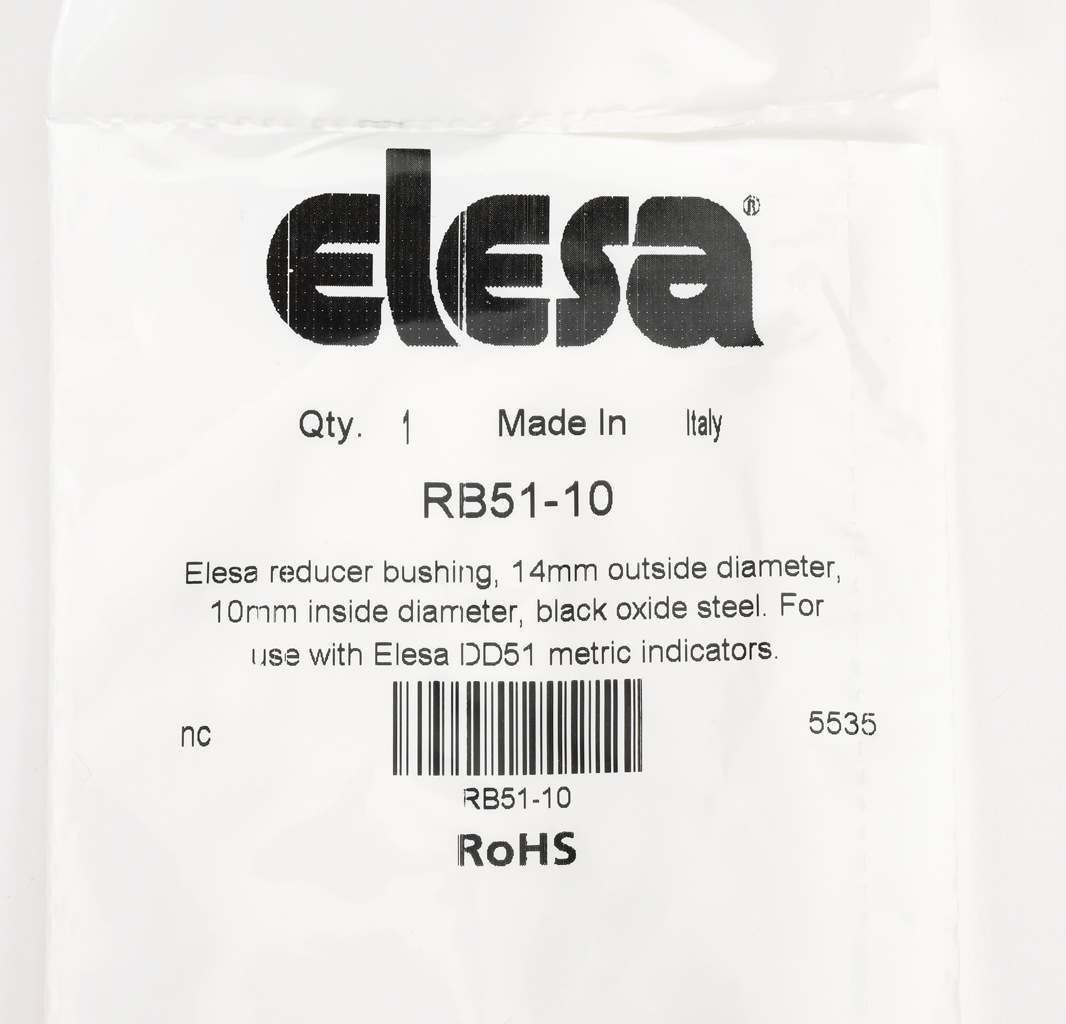 elesa®
Qty. 1 Made In Italy
RB51-10
Elesa reducer bushing, 14mm outside diameter,
10mm inside diameter, black oxide steel. For
use with Elesa DD51 metric indicators.
nc 5535
RB51-10
RoHS